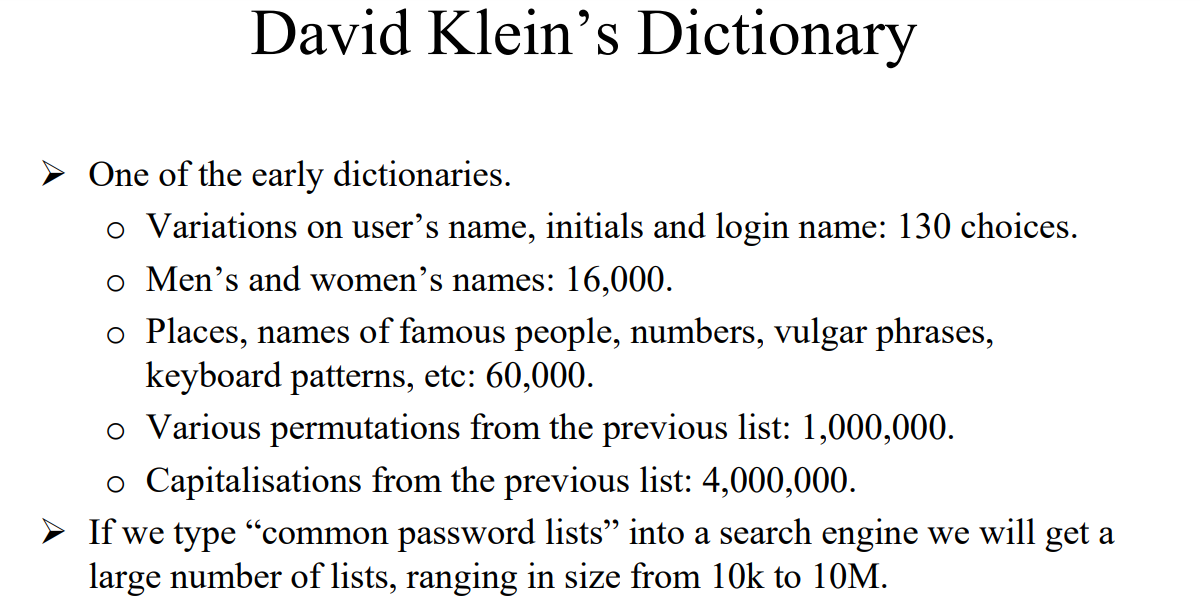 David Klein’s Dictionary
➢ One of the early dictionaries.
o Variations on user’s name, initials and login name: 130 choices.
o Men’s and women’s names: 16,000.
o Places, names of famous people, numbers, vulgar phrases,
keyboard patterns, etc: 60,000.
o Various permutations from the previous list: 1,000,000.
o Capitalisations from the previous list: 4,000,000.
➢ If we type “common password lists” into a search engine we will get a
large number of lists, ranging in size from 10k to 10M.